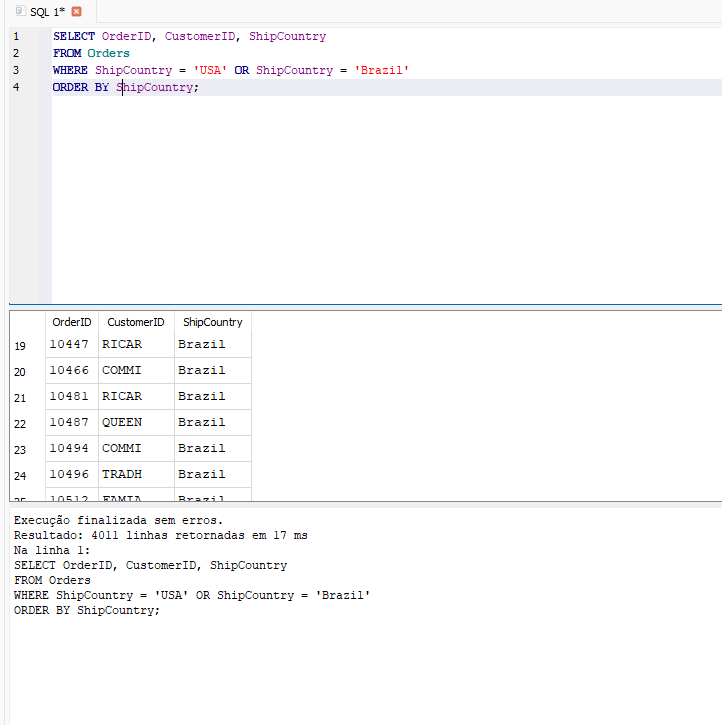 SQL 1*
1 SELECT OrderID, CustomerID, ShipCountry
2 FROM Orders
3 WHERE ShipCountry = 'USA' OR ShipCountry = 'Brazil'
4 ORDER BY ShipCountry;
OrderID CustomerID ShipCountry
19 10447 RICAR Brazil
20 10466 COMMI Brazil
21 10481 RICAR Brazil
22 10487 QUEEN Brazil
23 10494 COMMI Brazil
24 10496 TRADH Brazil
25 10512 FAMIA Brazil
Execução finalizada sem erros.
Resultado: 4011 linhas retornadas em 17 ms
Na linha 1:
SELECT OrderID, CustomerID, ShipCountry
FROM Orders
WHERE ShipCountry = 'USA' OR ShipCountry = 'Brazil'
ORDER BY ShipCountry;